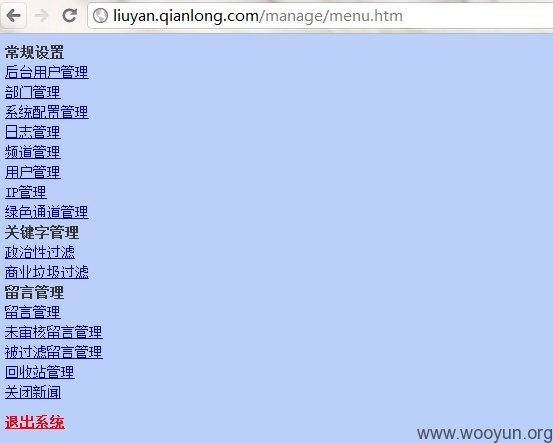 liuyan.qianlong.com/manage/menu.htm
常规设置
后台用户管理
部门管理
系统配置管理
日志管理
频道管理
用户管理
IP管理
绿色通道管理
关键字管理
政治性过滤
商业垃圾过滤
留言管理
留言管理
未审核留言管理
被过滤留言管理
回收站管理
关闭新闻
退出系统
www.wooyun.org